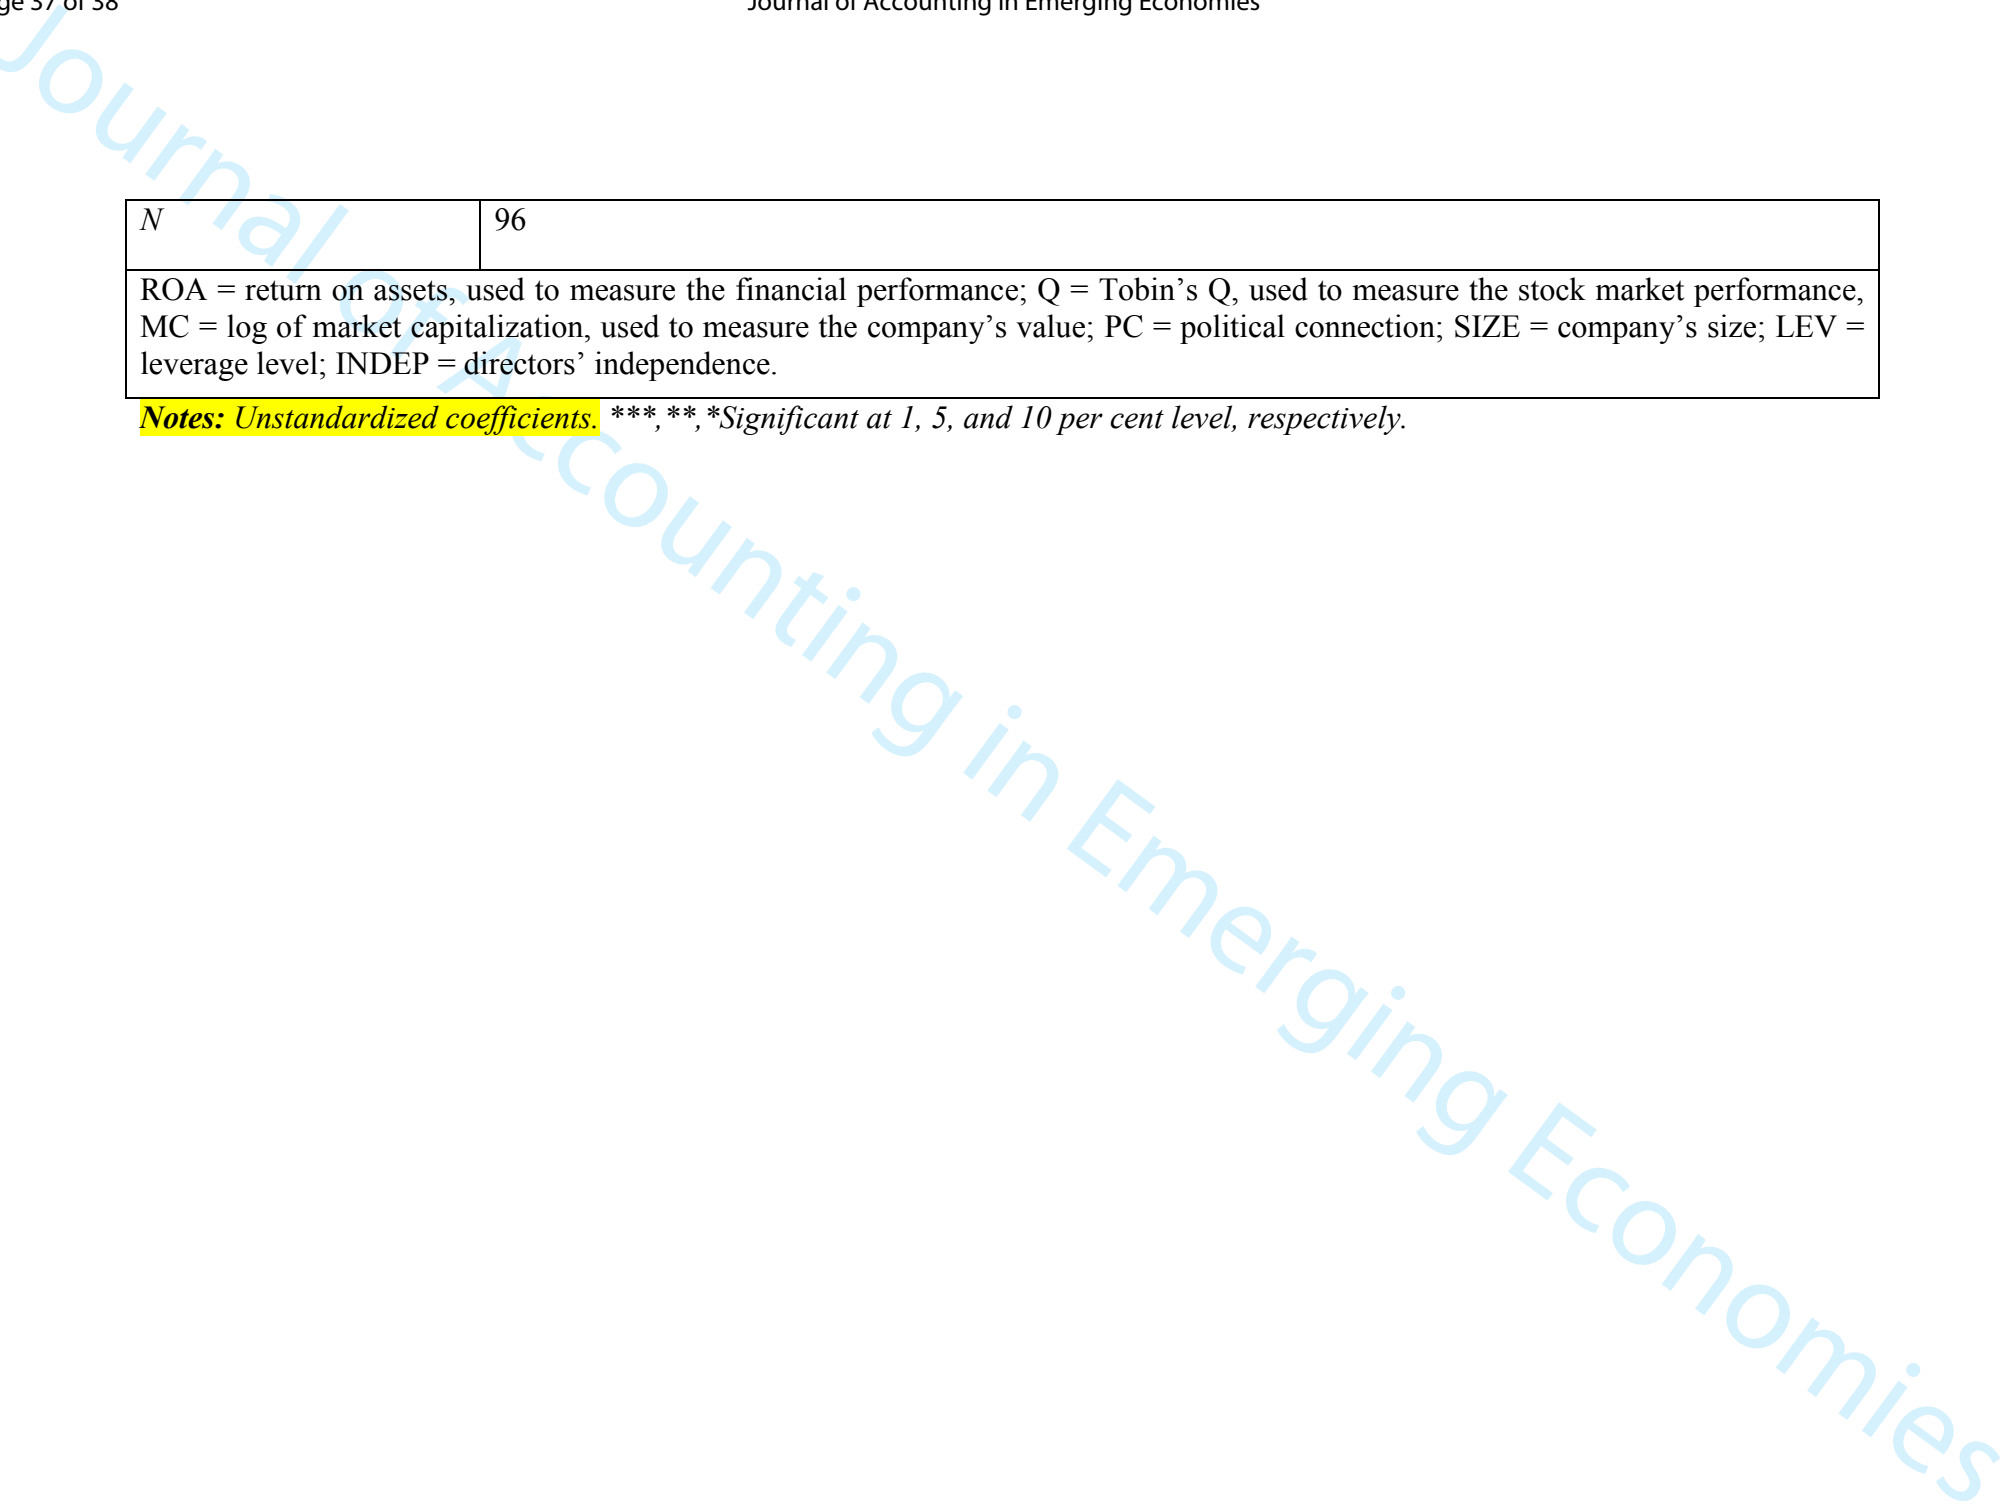 ge 37 of 38
Journal of Accounting in Emerging Economies
N
96
ROA = return on assets, used to measure the financial performance; Q = Tobin’s Q, used to measure the stock market performance,
MC = log of market capitalization, used to measure the company’s value; PC = political connection; SIZE = company’s size; LEV =
leverage level; INDEP = directors’ independence.
Notes: Unstandardized coefficients. ***,**,*Significant at 1, 5, and 10 per cent level, respectively.
Journal of Accounting in Emerging Economies